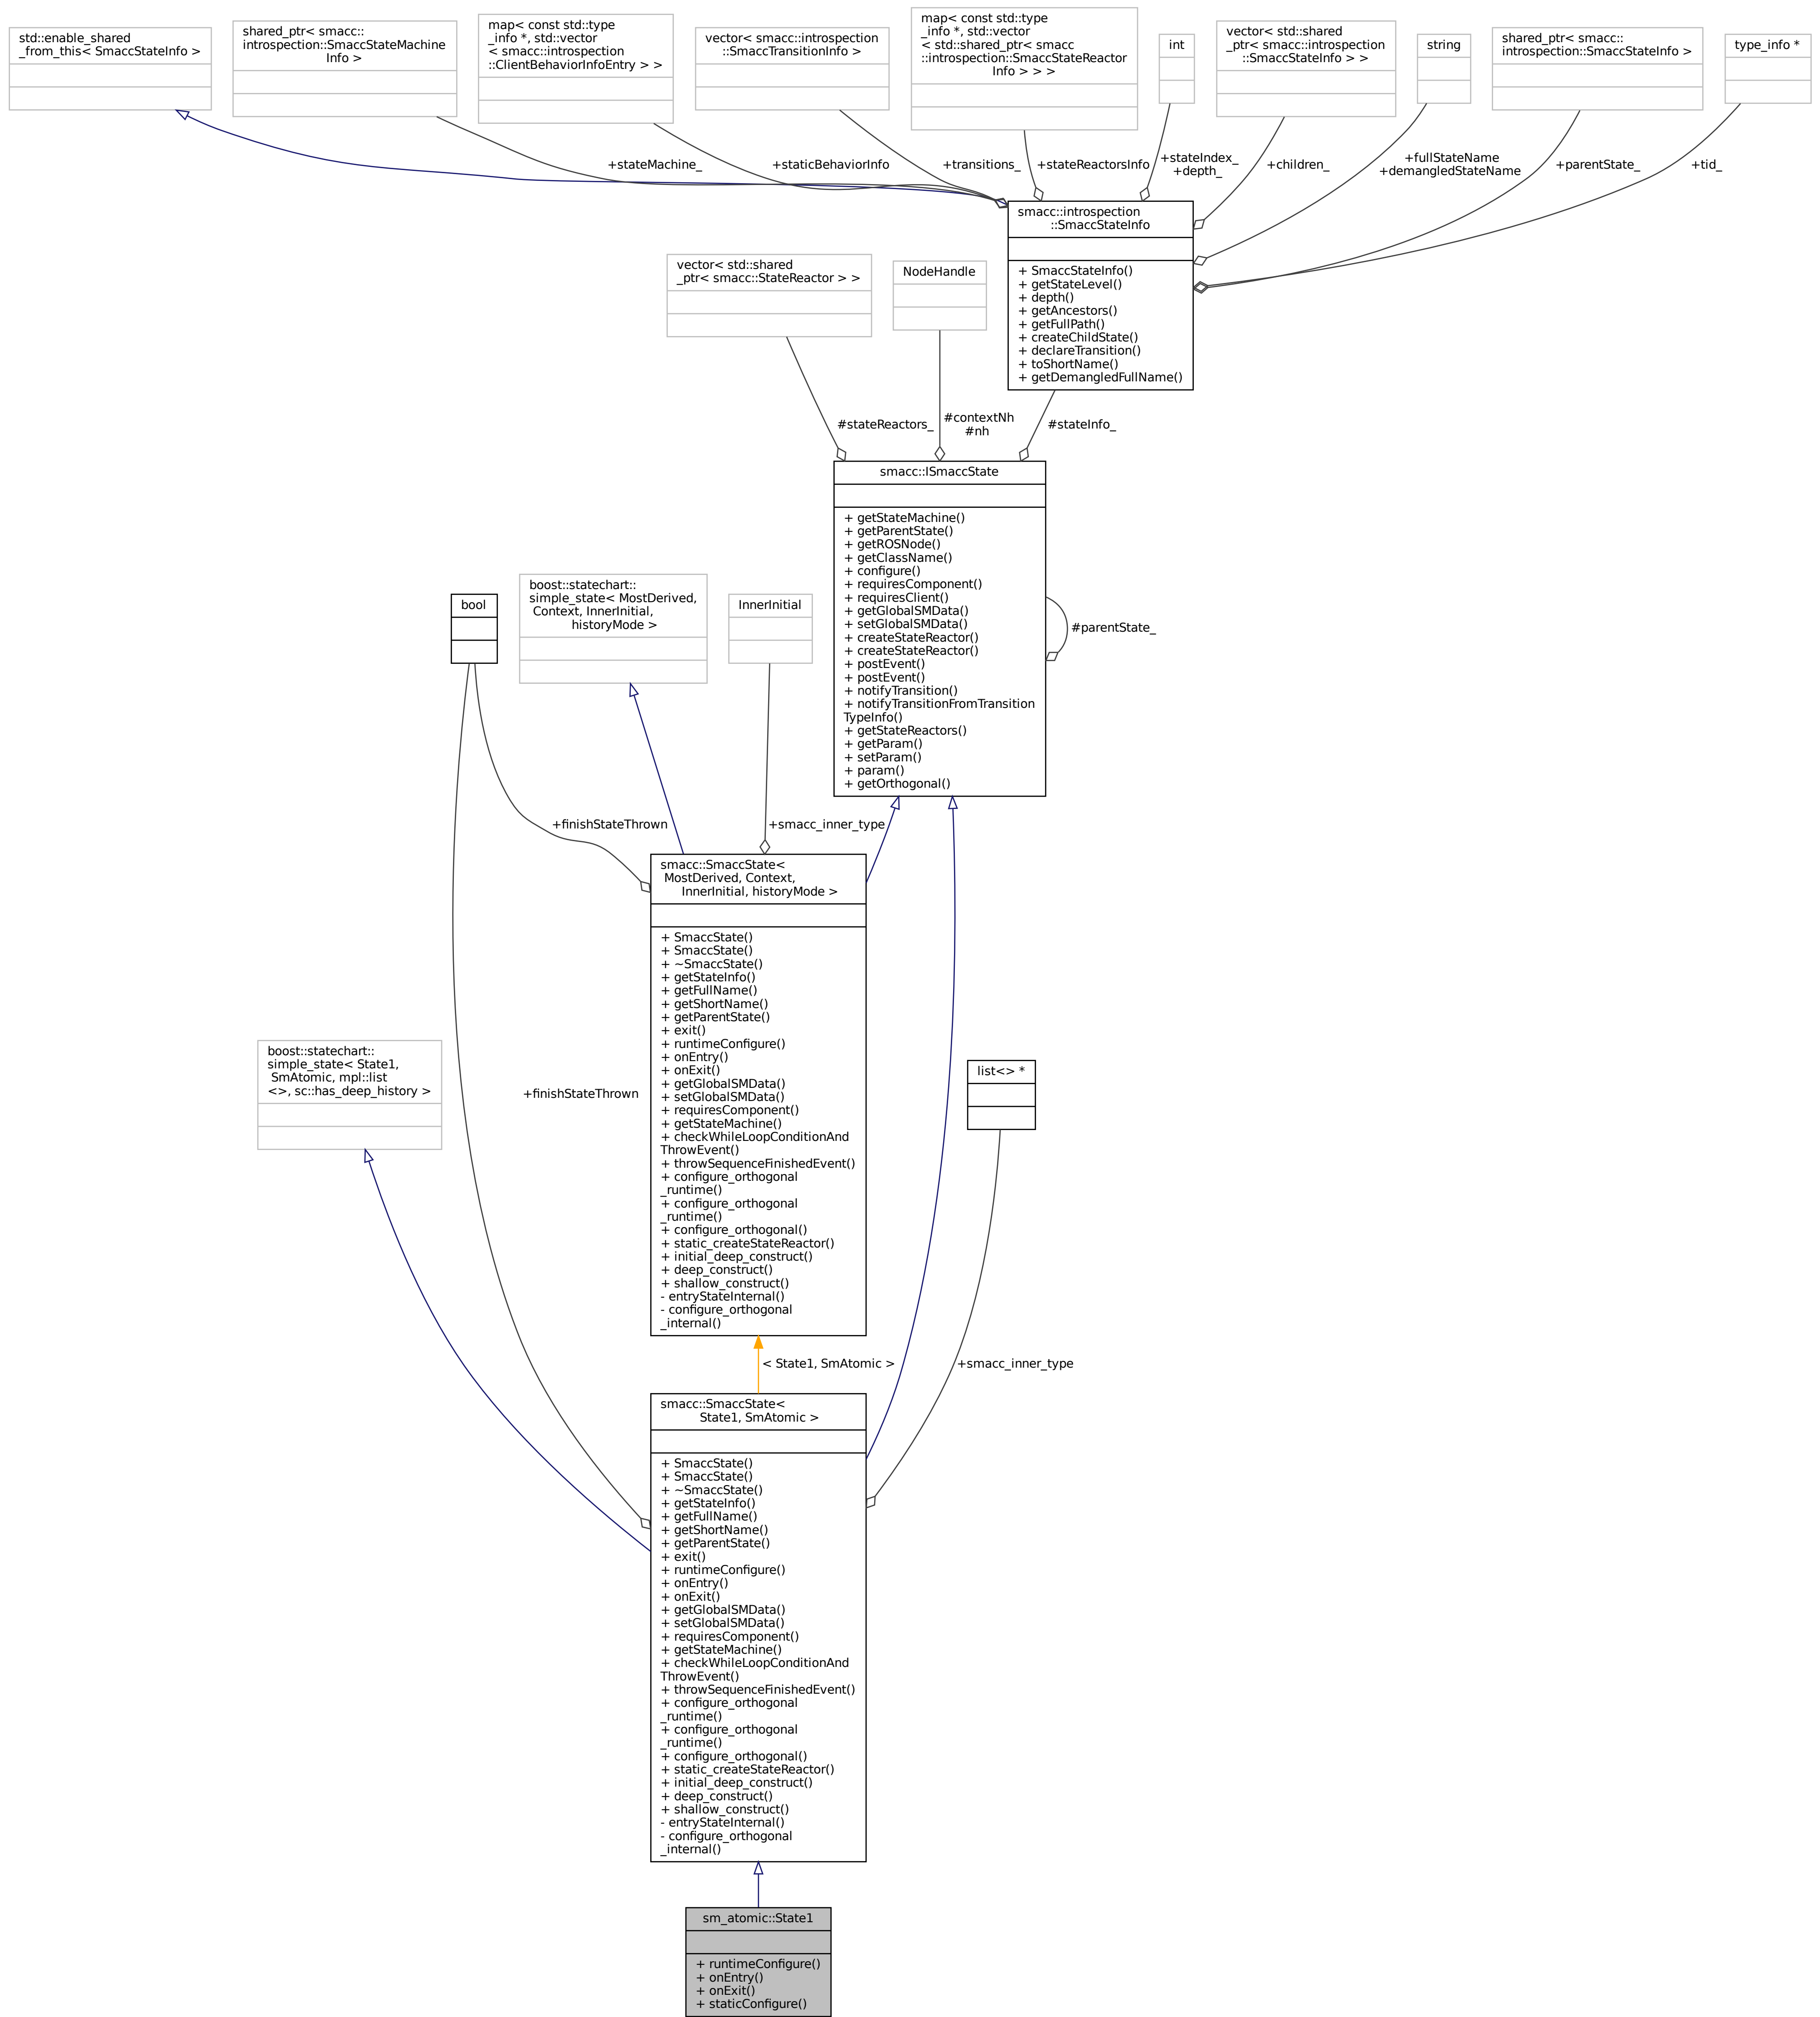 std::enable_shared
_from_this< SmaccStateInfo >
shared_ptr< smacc::
introspection::SmaccStateMachine
Info >
map< const std::type
_info *, std::vector
< smacc::introspection
::ClientBehaviorInfoEntry > >
vector< smacc::introspection
::SmaccTransitionInfo >
map< const std::type
_info *, std::vector
< std::shared_ptr< smacc
::introspection::SmaccStateReactor
Info > > >
int
vector< std::shared
_ptr< smacc::introspection
::SmaccStateInfo > >
string
shared_ptr< smacc::
introspection::SmaccStateInfo >
type_info *
+stateMachine_
+staticBehaviorInfo
+transitions_
+stateReactorsInfo
+stateIndex_
+depth_
+children_
+fullStateName
+demangledStateName
+parentState_
+tid_
smacc::introspection
::SmaccStateInfo
+ SmaccStateInfo()
+ getStateLevel()
+ depth()
+ getAncestors()
+ getFullPath()
+ createChildState()
+ declareTransition()
+ toShortName()
+ getDemangledFullName()
vector< std::shared
_ptr< smacc::StateReactor > >
NodeHandle
#stateReactors_
#contextNh
#nh
#stateInfo_
smacc::ISmaccState
+ getStateMachine()
+ getParentState()
+ getROSNode()
+ getClassName()
+ configure()
+ requiresComponent()
+ requiresClient()
+ getGlobalSMData()
+ setGlobalSMData()
+ createStateReactor()
+ createStateReactor()
+ postEvent()
+ postEvent()
+ notifyTransition()
+ notifyTransitionFromTransition
TypeInfo()
+ getStateReactors()
+ getParam()
+ setParam()
+ param()
+ getOrthogonal()
#parentState_
bool
boost::statechart::
simple_state< MostDerived,
Context, InnerInitial,
historyMode >
InnerInitial
+finishStateThrown
+smacc_inner_type
smacc::SmaccState<
MostDerived, Context,
InnerInitial, historyMode >
+ SmaccState()
+ SmaccState()
+ ~SmaccState()
+ getStateInfo()
+ getFullName()
+ getShortName()
+ getParentState()
+ exit()
+ runtimeConfigure()
+ onEntry()
+ onExit()
+ getGlobalSMData()
+ setGlobalSMData()
+ requiresComponent()
+ getStateMachine()
+ checkWhileLoopConditionAnd
ThrowEvent()
+ throwSequenceFinishedEvent()
+ configure_orthogonal
_runtime()
+ configure_orthogonal
_runtime()
+ configure_orthogonal()
+ static_createStateReactor()
+ initial_deep_construct()
+ deep_construct()
+ shallow_construct()
- entryStateInternal()
- configure_orthogonal
_internal()
boost::statechart::
simple_state< State1,
SmAtomic, mpl::list
<>, sc::has_deep_history >
+finishStateThrown
list<> *
< State1, SmAtomic >
+smacc_inner_type
smacc::SmaccState<
State1, SmAtomic >
+ SmaccState()
+ SmaccState()
+ ~SmaccState()
+ getStateInfo()
+ getFullName()
+ getShortName()
+ getParentState()
+ exit()
+ runtimeConfigure()
+ onEntry()
+ onExit()
+ getGlobalSMData()
+ setGlobalSMData()
+ requiresComponent()
+ getStateMachine()
+ checkWhileLoopConditionAnd
ThrowEvent()
+ throwSequenceFinishedEvent()
+ configure_orthogonal
_runtime()
+ configure_orthogonal
_runtime()
+ configure_orthogonal()
+ static_createStateReactor()
+ initial_deep_construct()
+ deep_construct()
+ shallow_construct()
- entryStateInternal()
- configure_orthogonal
_internal()
sm_atomic::State1
+ runtimeConfigure()
+ onEntry()
+ onExit()
+ staticConfigure()